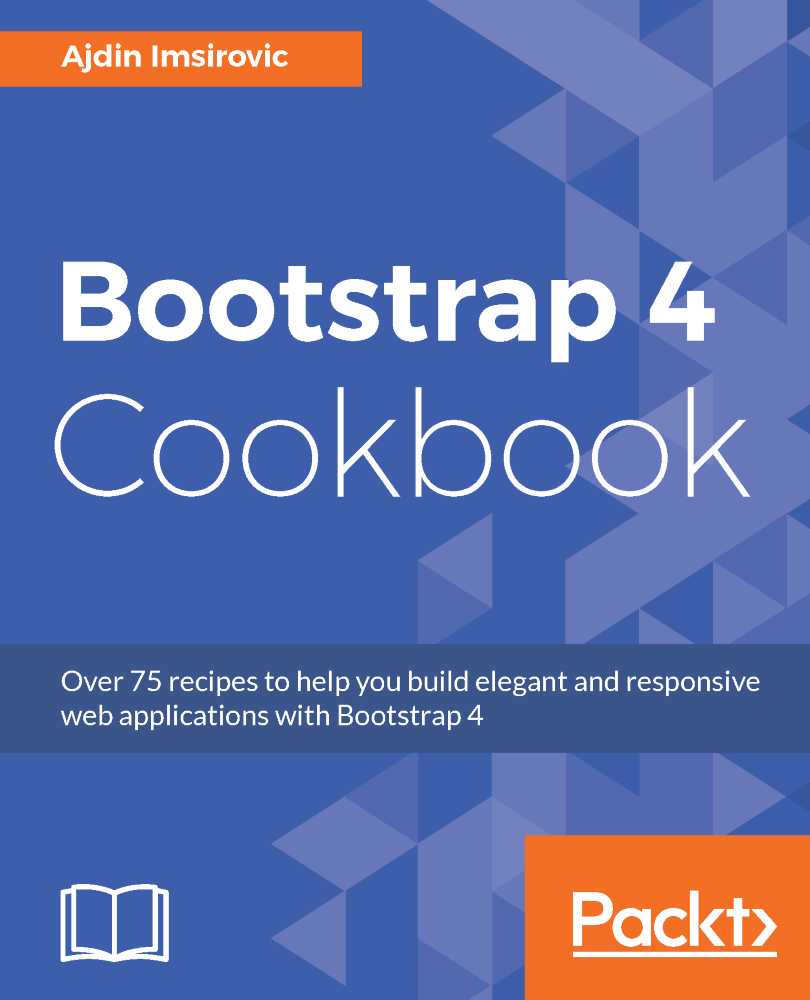 Ajdin Imsirovic
Bootstrap 4
Cookbook
Over 75 recipes to help you build elegant and responsive
web applications with Bootstrap 4
Packt